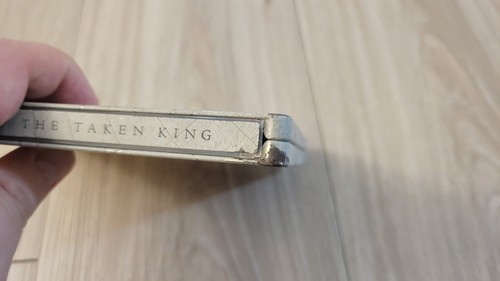 THE TAKEN KING